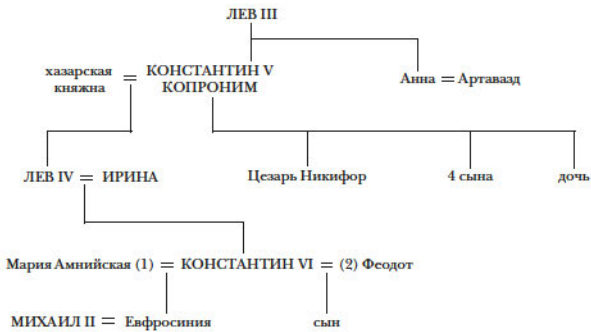 ЛЕВ III
хазарская княжна = КОНСТАНТИН V КОПРОНИМ
Анна = Артавазд
ЛЕВ IV = ИРИНА
Цезарь Никифор
4 сына
дочь
Мария Амнийская (1) = КОНСТАНТИН VI = (2) Феодот
МИХАИЛ II = Евфросиния
сын